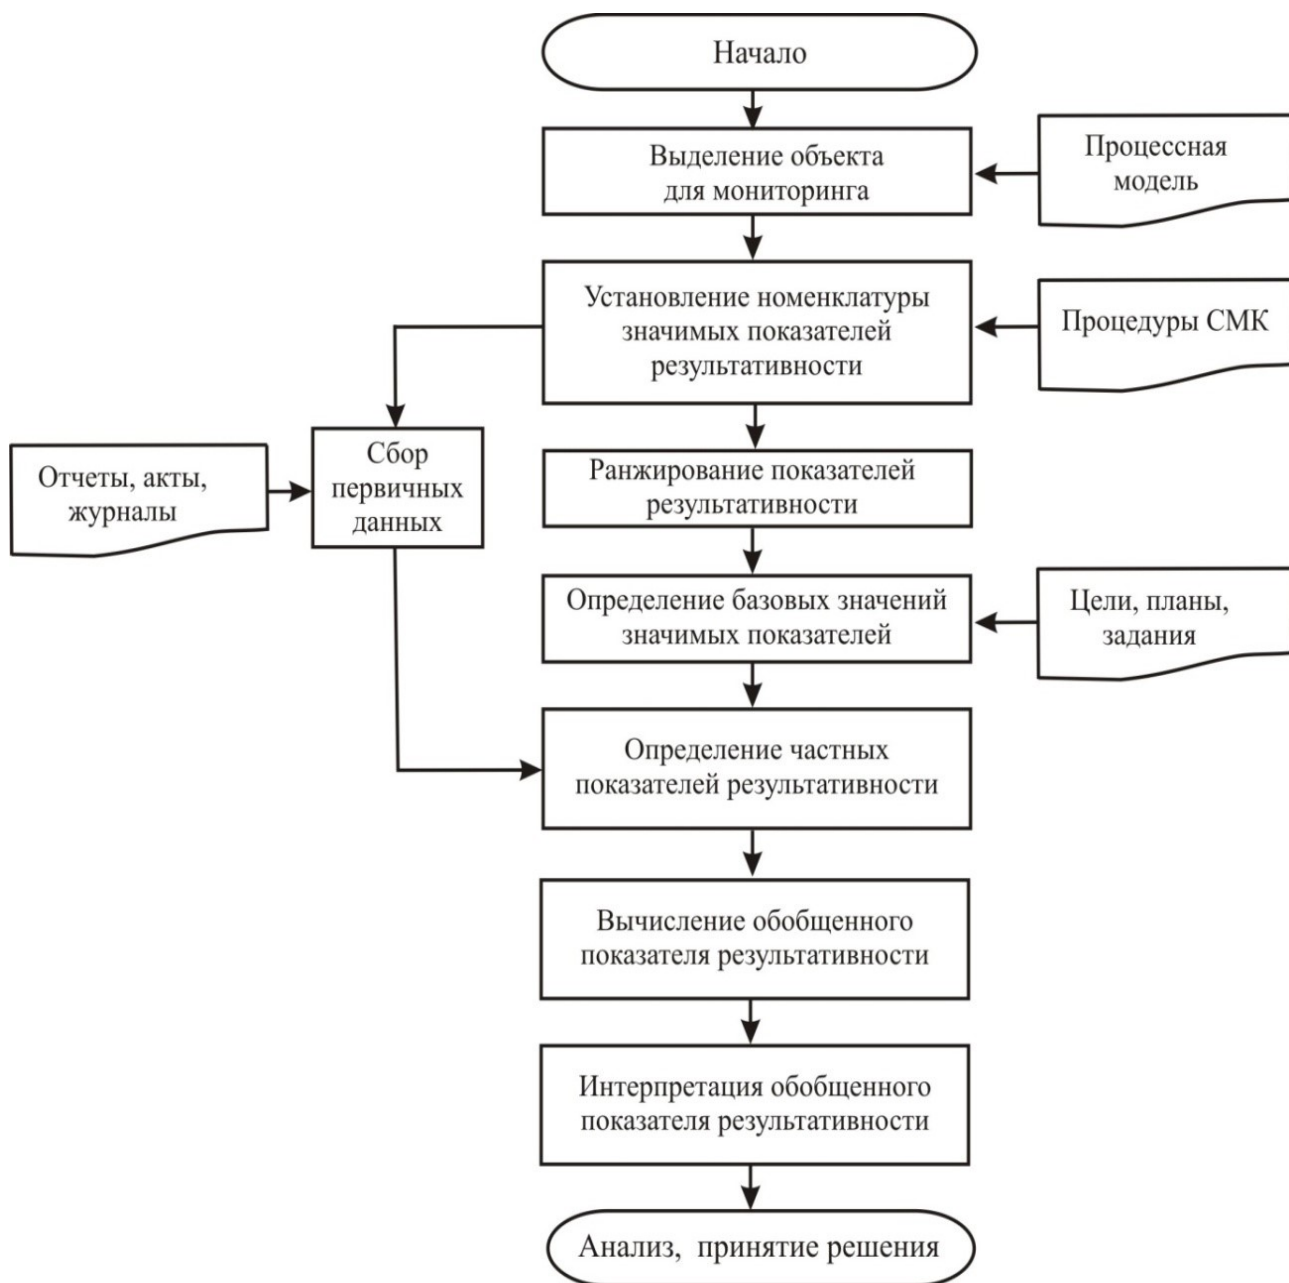 Начало
Выделение объекта
для мониторинга
Процессная
модель
Установление номенклатуры
значимых показателей
результативности
Процедуры СМК
Сбор
первичных
данных
Отчеты, акты,
журналы
Ранжирование показателей
результативности
Определение базовых значений
значимых показателей
Цели, планы,
задания
Определение частных
показателей результативности
Вычисление обобщенного
показателя результативности
Интерпретация обобщенного
показателя результативности
Анализ, принятие решения